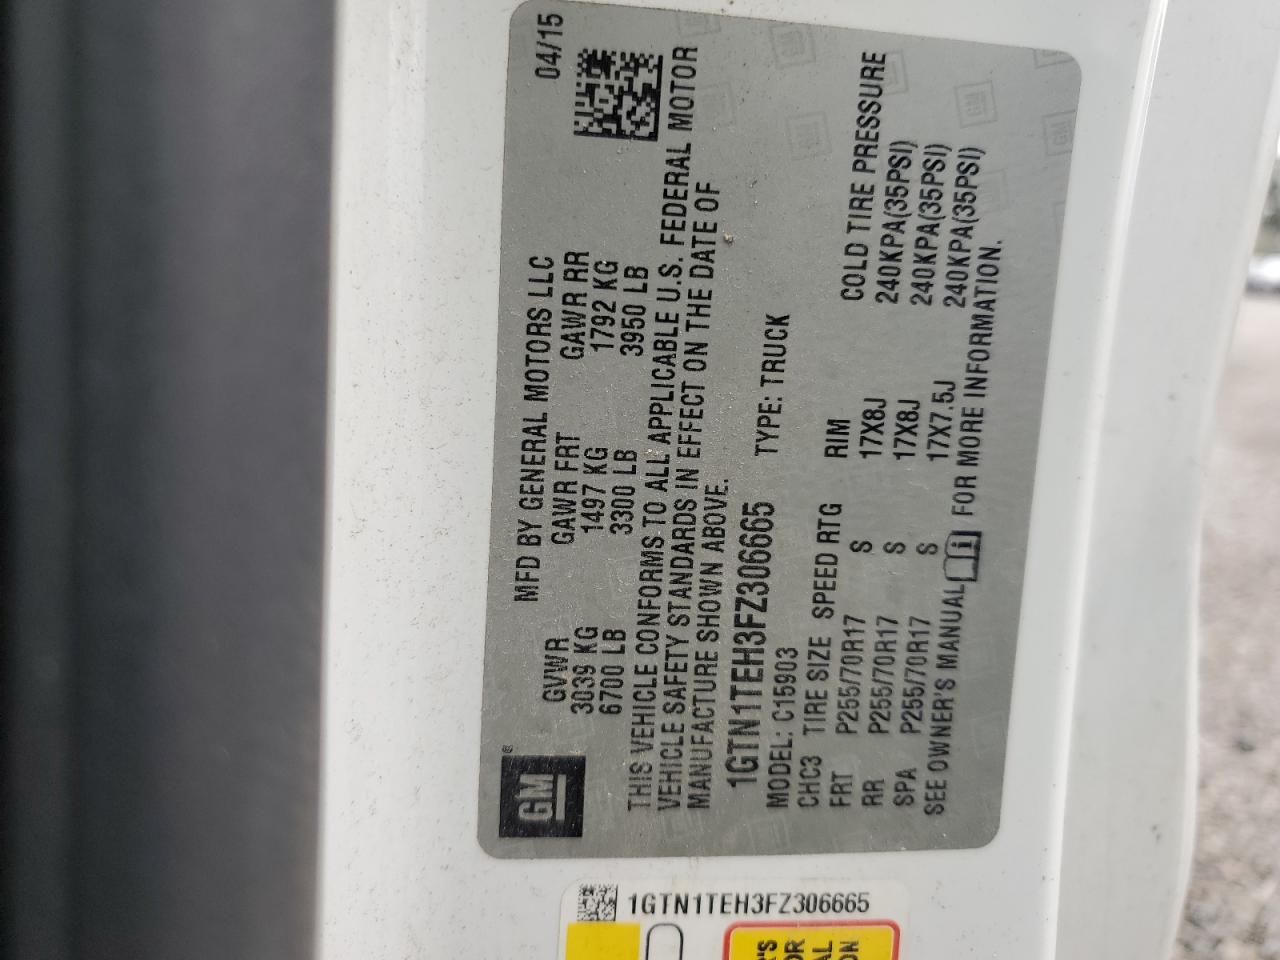 GM®
MFD BY GENERAL MOTORS LLC 04/15
GVWR GAWR FRT GAWR RR
3039 KG 1497 KG 1792 KG
6700 LB 3300 LB 3950 LB
THIS VEHICLE CONFORMS TO ALL APPLICABLE U.S. FEDERAL MOTOR
VEHICLE SAFETY STANDARDS IN EFFECT ON THE DATE OF
MANUFACTURE SHOWN ABOVE.
1GTN1TEH3FZ306665 TYPE: TRUCK
MODEL: C15903
CHC3 TIRE SIZE SPEED RTG RIM COLD TIRE PRESSURE
FRT P255/70R17 S 17X8J 240KPA(35PSI)
RR P255/70R17 S 17X8J 240KPA(35PSI)
SPA P255/70R17 S 17X7.5J 240KPA(35PSI)
SEE OWNER'S MANUAL i FOR MORE INFORMATION.
1GTN1TEH3FZ306665